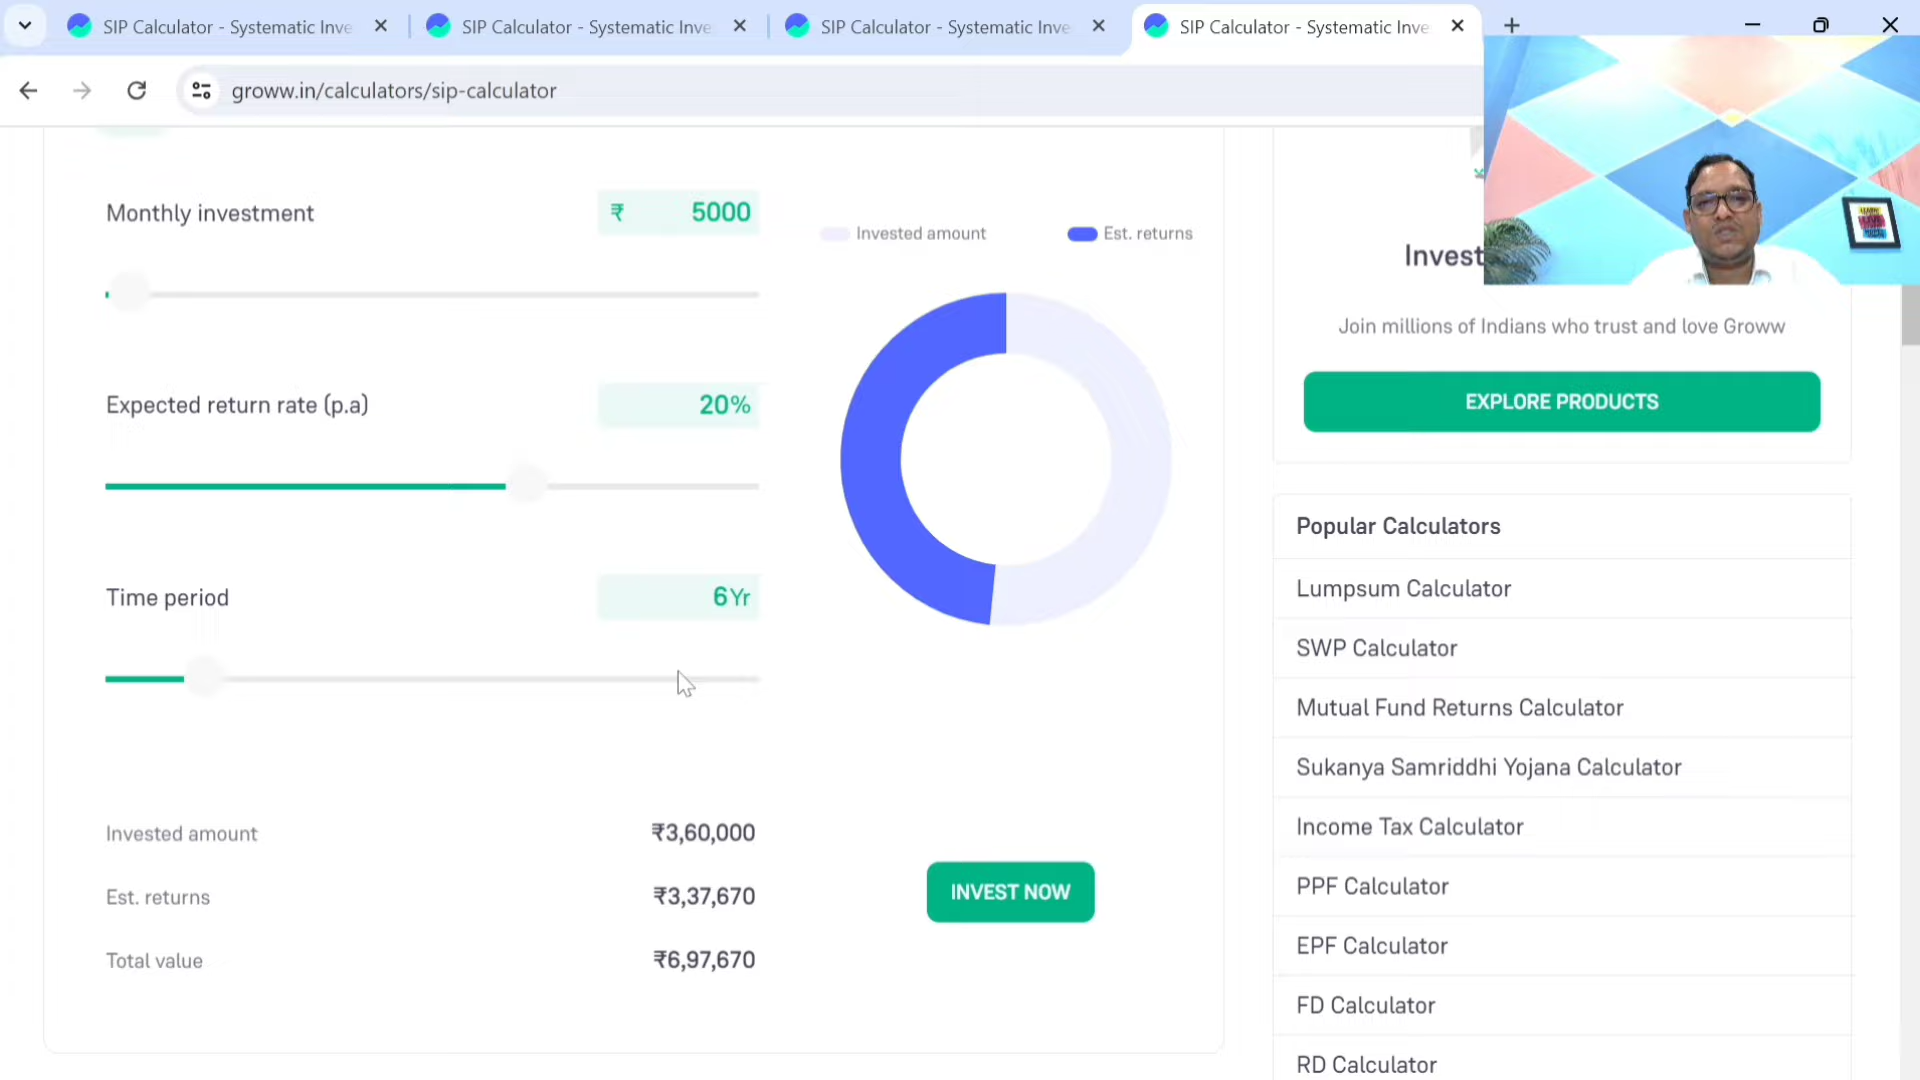 SIP Calculator - Systematic Inve
SIP Calculator - Systematic Inve
SIP Calculator - Systematic Inve
SIP Calculator - Systematic Inve
groww.in/calculators/sip-calculator
Monthly investment
₹ 5000
Invested amount
Est. returns
Expected return rate (p.a)
20%
Time period
6Yr
Invested amount
₹3,60,000
Est. returns
₹3,37,670
Total value
₹6,97,670
INVEST NOW
Invest
Join millions of Indians who trust and love Groww
EXPLORE PRODUCTS
Popular Calculators
Lumpsum Calculator
SWP Calculator
Mutual Fund Returns Calculator
Sukanya Samriddhi Yojana Calculator
Income Tax Calculator
PPF Calculator
EPF Calculator
FD Calculator
RD Calculator